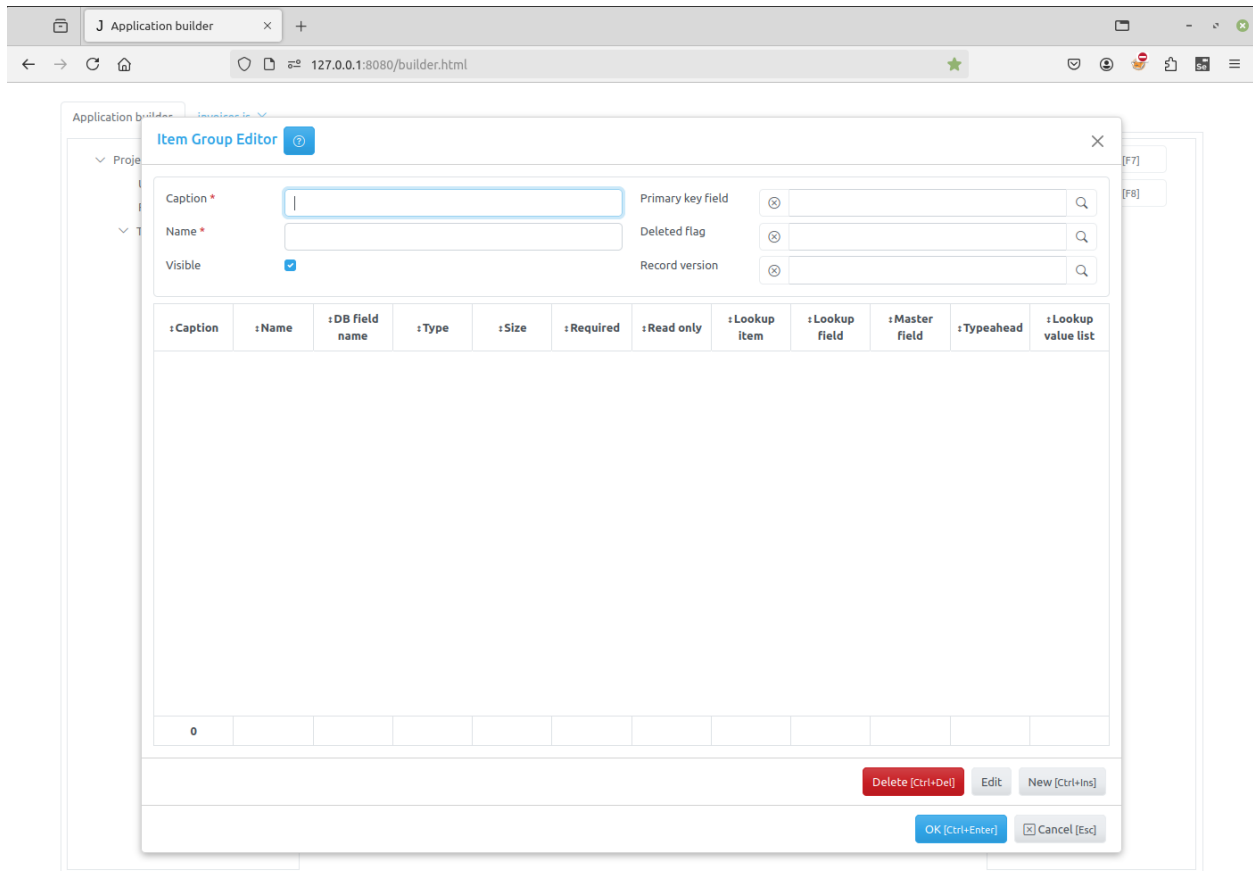 J Application builder
127.0.0.1:8080/builder.html
Application builder invoices.js
Item Group Editor
Proje
[F7]
[F8]
Caption *
Primary key field
Name *
Deleted flag
Visible
Record version
Caption Name DB field name Type Size Required Read only Lookup item Lookup field Master field Typeahead Lookup value list
0
Delete [Ctrl+Del] Edit New [Ctrl+Ins]
OK [Ctrl+Enter] Cancel [Esc]